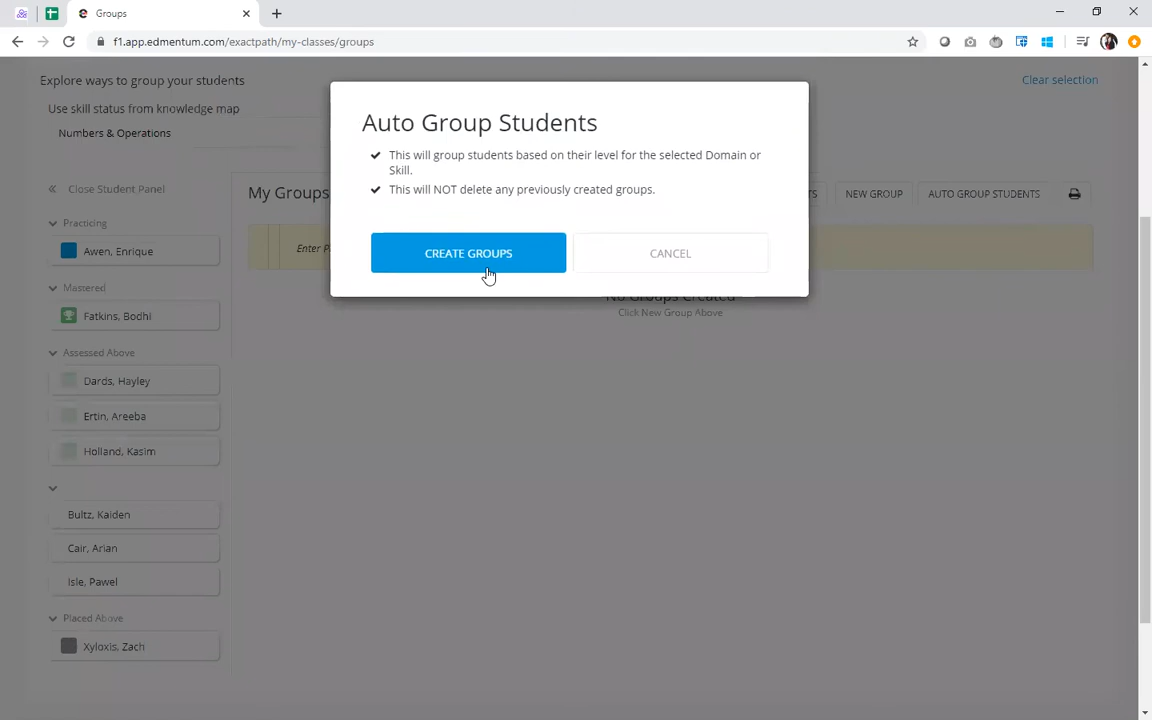 Groups
f1.app.edmentum.com/exactpath/my-classes/groups
Explore ways to group your students
Clear selection
Use skill status from knowledge map
Numbers & Operations
Auto Group Students
This will group students based on their level for the selected Domain or
Skill.
This will NOT delete any previously created groups.
CREATE GROUPS
CANCEL
Close Student Panel
My Groups
NEW GROUP
AUTO GROUP STUDENTS
Practicing
Awen, Enrique
Mastered
Fatkins, Bodhi
No Groups Created
Click New Group Above
Assessed Above
Dards, Hayley
Ertin, Areeba
Holland, Kasim
Bultz, Kaiden
Cair, Arian
Isle, Pawel
Placed Above
Xyloxis, Zach